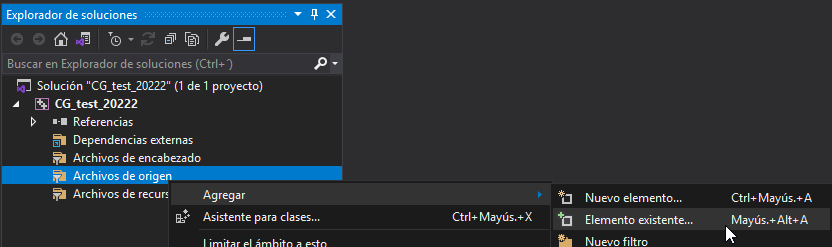 Explorador de soluciones
Buscar en Explorador de soluciones (Ctrl+´)
Solución "CG_test_20222" (1 de 1 proyecto)
CG_test_20222
Referencias
Dependencias externas
Archivos de encabezado
Archivos de origen
Archivos de recurs
Agregar
Asistente para clases... Ctrl+Mayús.+X
Limitar el ámbito a esto
Nuevo elemento... Ctrl+Mayús.+A
Elemento existente... Mayús.+Alt+A
Nuevo filtro